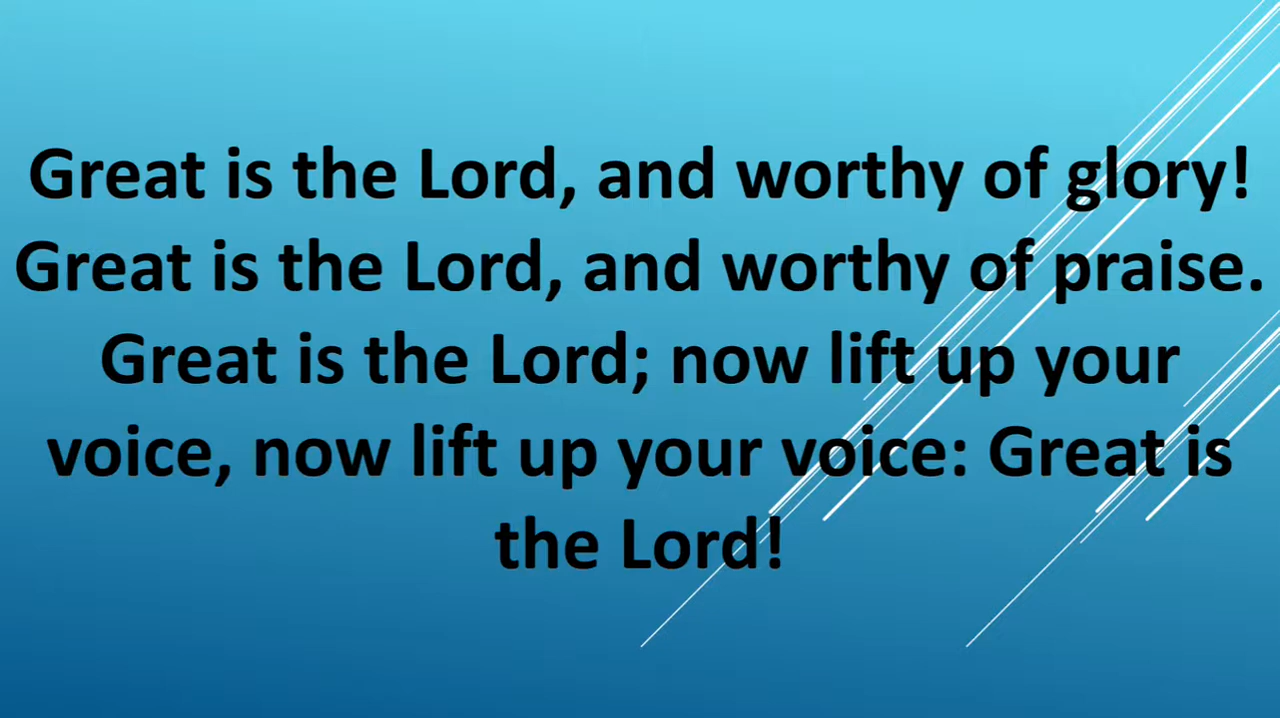 Great is the Lord, and worthy of glory!
Great is the Lord, and worthy of praise.
Great is the Lord; now lift up your
voice, now lift up your voice: Great is
the Lord!